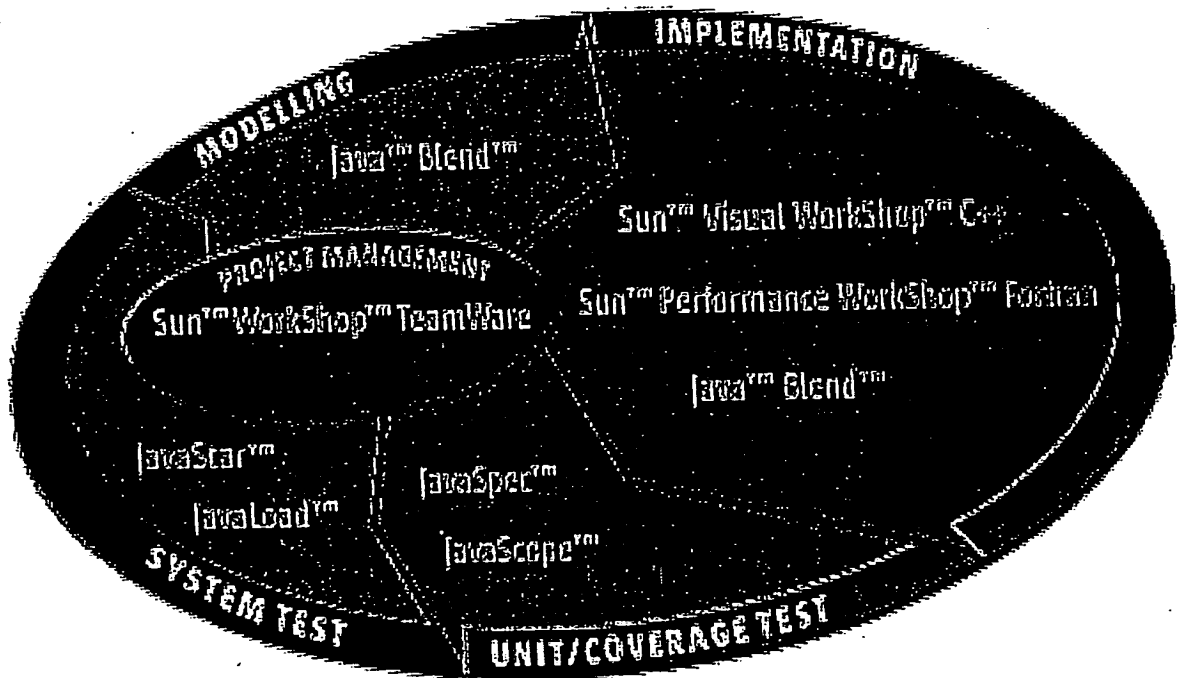 MODELLING
IMPLEMENTATION
Java™ Blend™
Sun™ Visual WorkShop™ C++
PROJECT MANAGEMENT
Sun™ WorkShop™ TeamWare
Sun™ Performance WorkShop™ Fortran
Java™ Blend™
JavaStar™
JavaLoad™
JavaSpec™
JavaScope™
SYSTEM TEST
UNIT/COVERAGE TEST